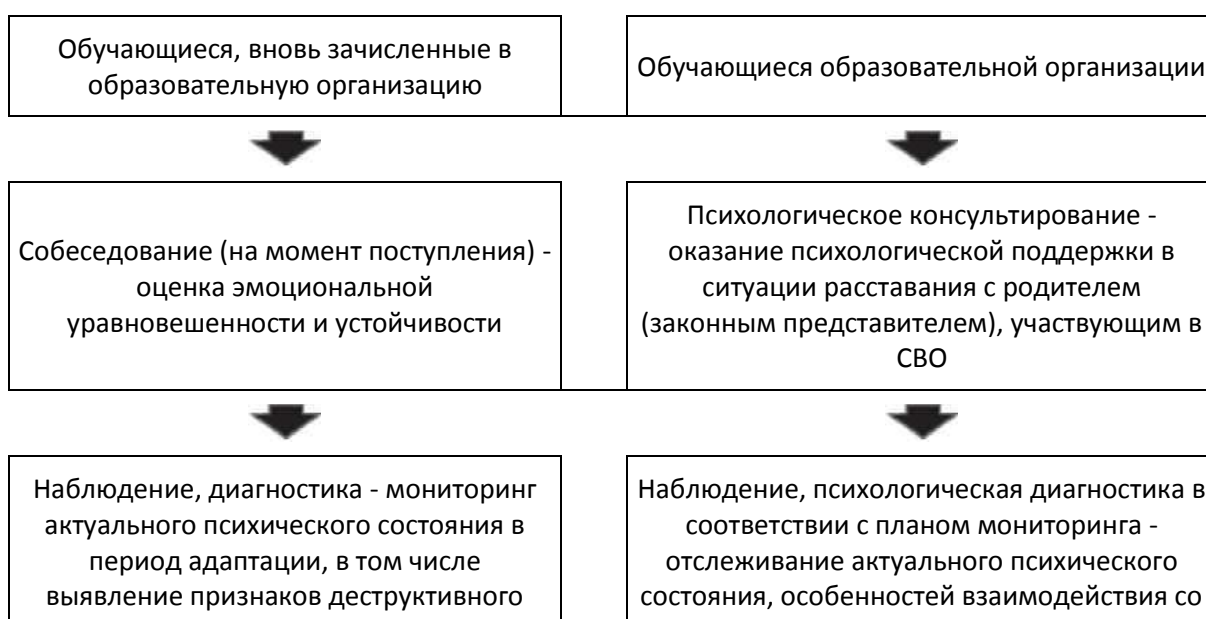 Обучающиеся, вновь зачисленные в
образовательную организацию
Обучающиеся образовательной организации
Собеседование (на момент поступления) -
оценка эмоциональной
уравновешенности и устойчивости
Психологическое консультирование -
оказание психологической поддержки в
ситуации расставания с родителем
(законным представителем), участвующим в
СВО
Наблюдение, диагностика - мониторинг
актуального психического состояния в
период адаптации, в том числе
выявление признаков деструктивного
Наблюдение, психологическая диагностика в
соответствии с планом мониторинга -
отслеживание актуального психического
состояния, особенностей взаимодействия со